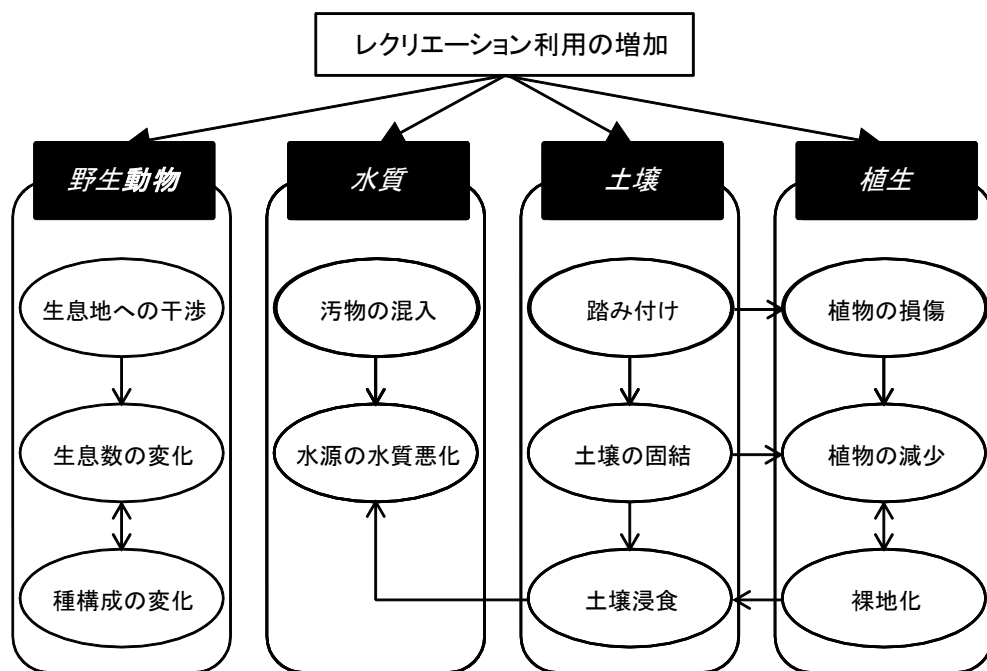 レクリエーション利用の増加
野生動物
水質
土壌
植生
生息地への干渉
汚物の混入
踏み付け
植物の損傷
生息数の変化
水源の水質悪化
土壌の固結
植物の減少
種構成の変化
土壌浸食
裸地化